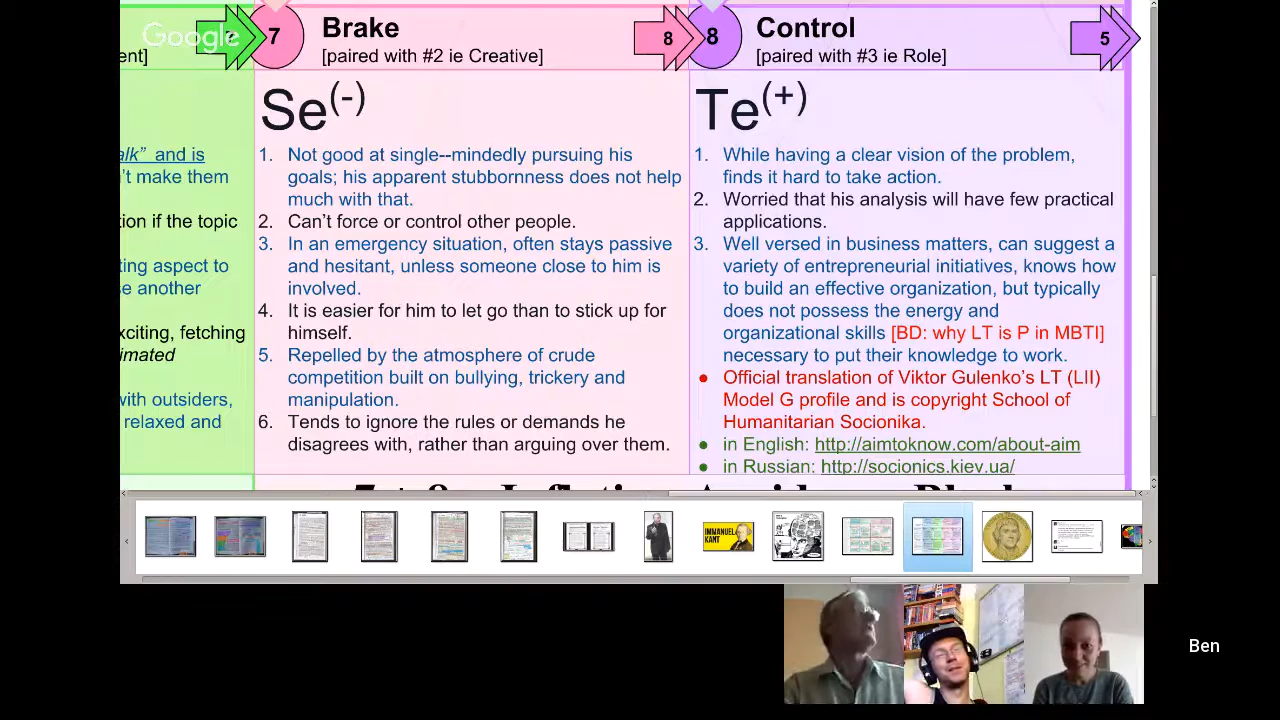 Google
7
Brake
[paired with #2 ie Creative]
8
8
Control
[paired with #3 ie Role]
5
ent]
alk” and is
’t make them
tion if the topic
ting aspect to
se another
xciting, fetching
imated
with outsiders,
relaxed and
Se(-)
1. Not good at single--mindedly pursuing his
goals; his apparent stubbornness does not help
much with that.
2. Can’t force or control other people.
3. In an emergency situation, often stays passive
and hesitant, unless someone close to him is
involved.
4. It is easier for him to let go than to stick up for
himself.
5. Repelled by the atmosphere of crude
competition built on bullying, trickery and
manipulation.
6. Tends to ignore the rules or demands he
disagrees with, rather than arguing over them.
Te(+)
1. While having a clear vision of the problem,
finds it hard to take action.
2. Worried that his analysis will have few practical
applications.
3. Well versed in business matters, can suggest a
variety of entrepreneurial initiatives, knows how
to build an effective organization, but typically
does not possess the energy and
organizational skills [BD: why LT is P in MBTI]
necessary to put their knowledge to work.
● Official translation of Viktor Gulenko’s LT (LII)
Model G profile and is copyright School of
Humanitarian Socionika.
● in English: http://aimtoknow.com/about-aim
● in Russian: http://socionics.kiev.ua/
IMMANUEL
KANT
Ben